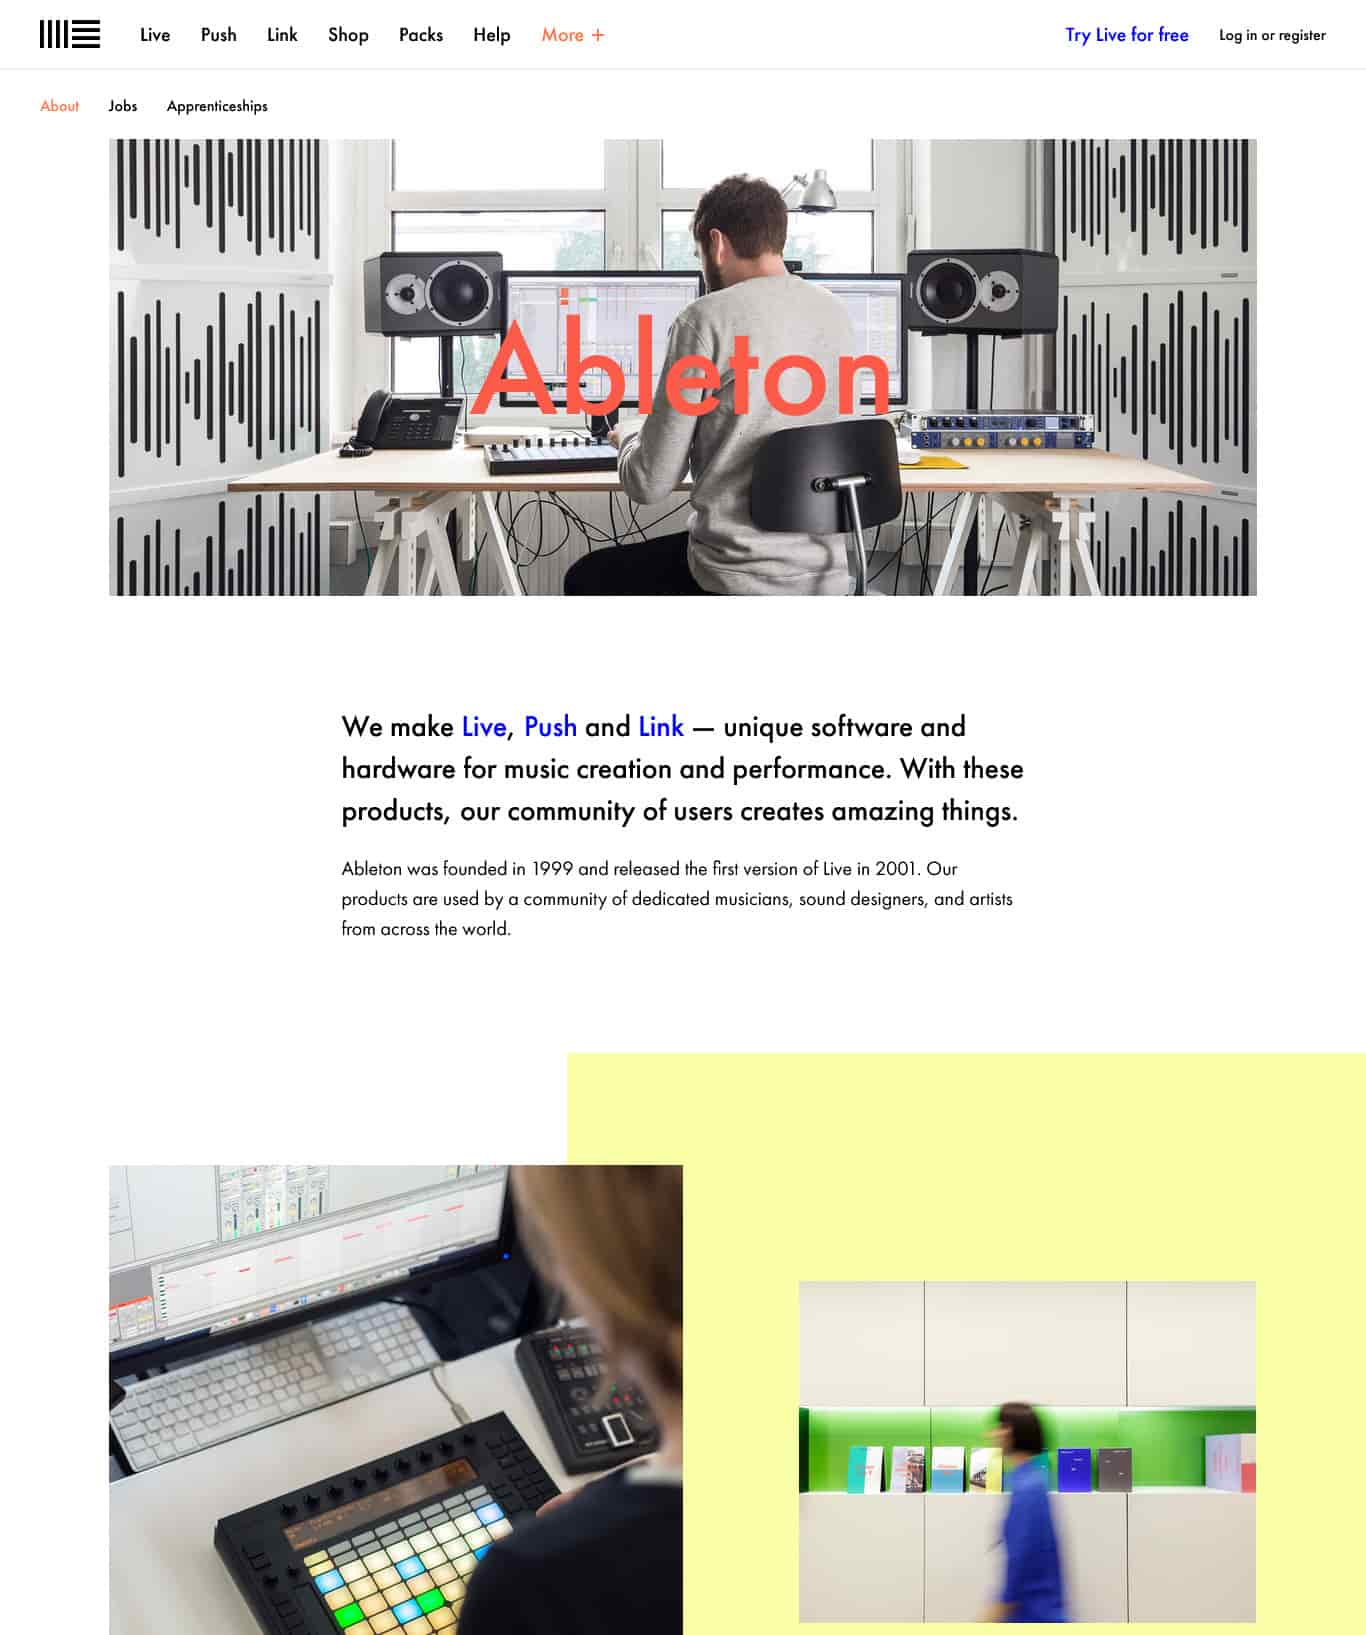 Live Push Link Shop Packs Help More + Try Live for free Log in or register
About Jobs Apprenticeships
Ableton
We make Live, Push and Link — unique software and
hardware for music creation and performance. With these
products, our community of users creates amazing things.
Ableton was founded in 1999 and released the first version of Live in 2001. Our
products are used by a community of dedicated musicians, sound designers, and artists
from across the world.